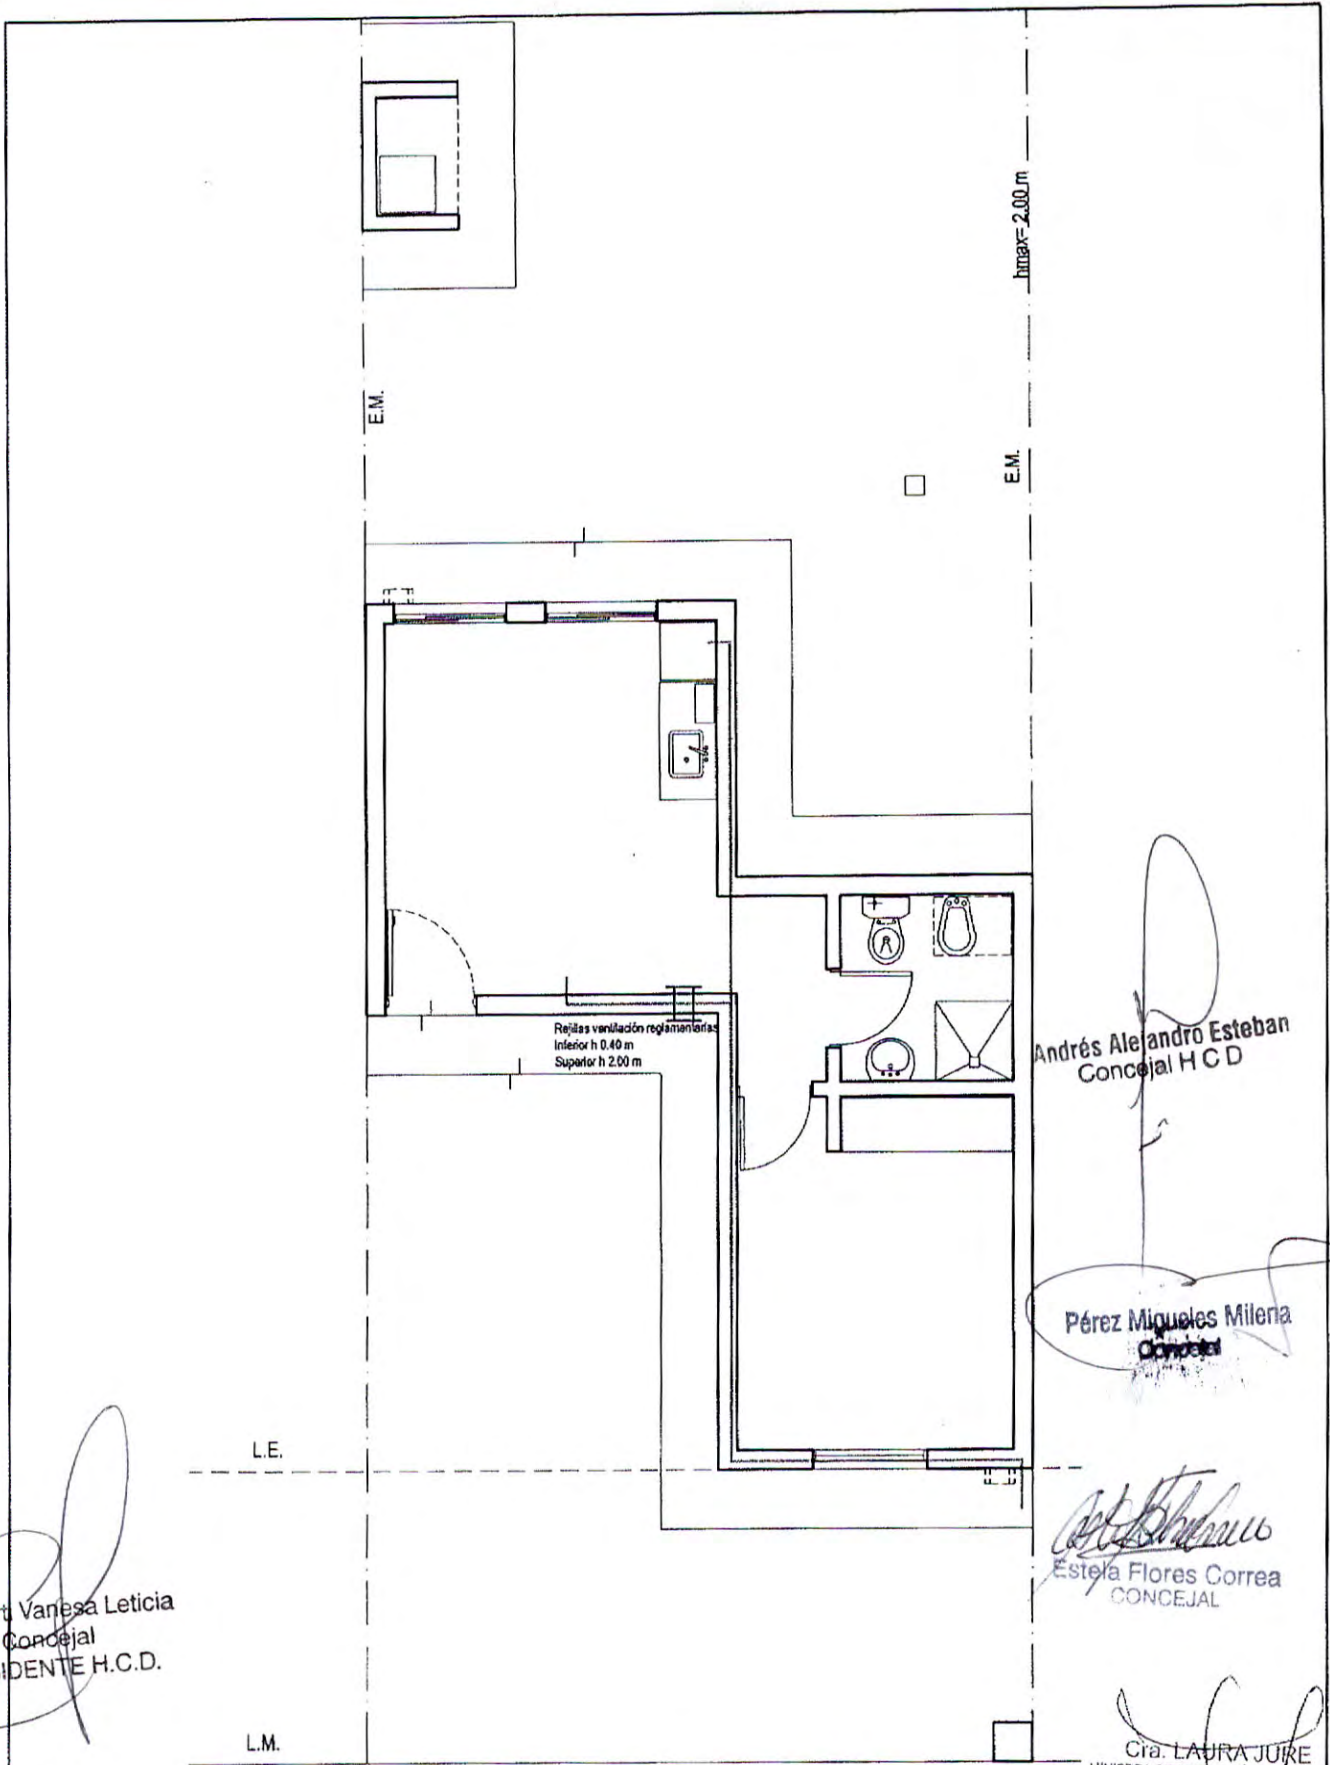 hmax= 2.00 m
E.M.
E.M.
Rejillas ventilación reglamentarias
Inferior h 0.40 m
Superior h 2.00 m
Andrés Alejandro Esteban
Concejal H C D
Pérez Miqueles Milena
Concejal
L.E.
Estela Flores Correa
CONCEJAL
Vanesa Leticia
Concejal
IDENTE H.C.D.
L.M.
Cra. LAURA JURE